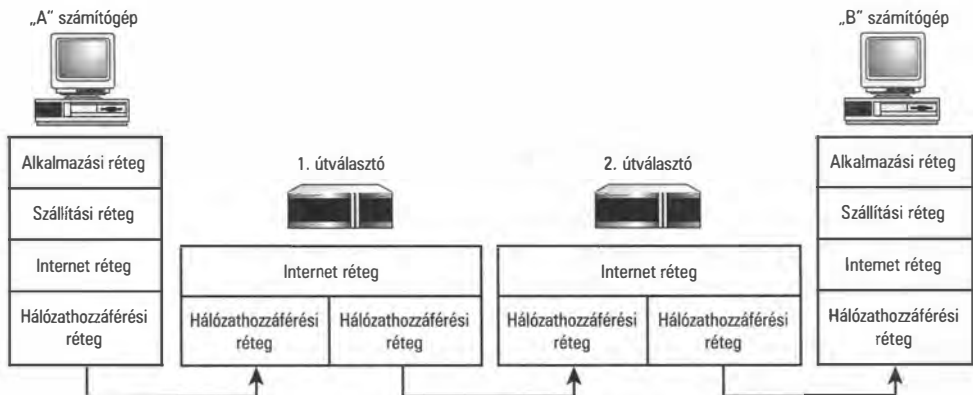 „A” számítógép
„B” számítógép
Alkalmazási réteg
Szállítási réteg
Internet réteg
Hálózathozzáférési
réteg
1. útválasztó
Internet réteg
Hálózathozzáférési
réteg
Hálózathozzáférési
réteg
2. útválasztó
Internet réteg
Hálózathozzáférési
réteg
Hálózathozzáférési
réteg
Alkalmazási réteg
Szállítási réteg
Internet réteg
Hálózathozzáférési
réteg